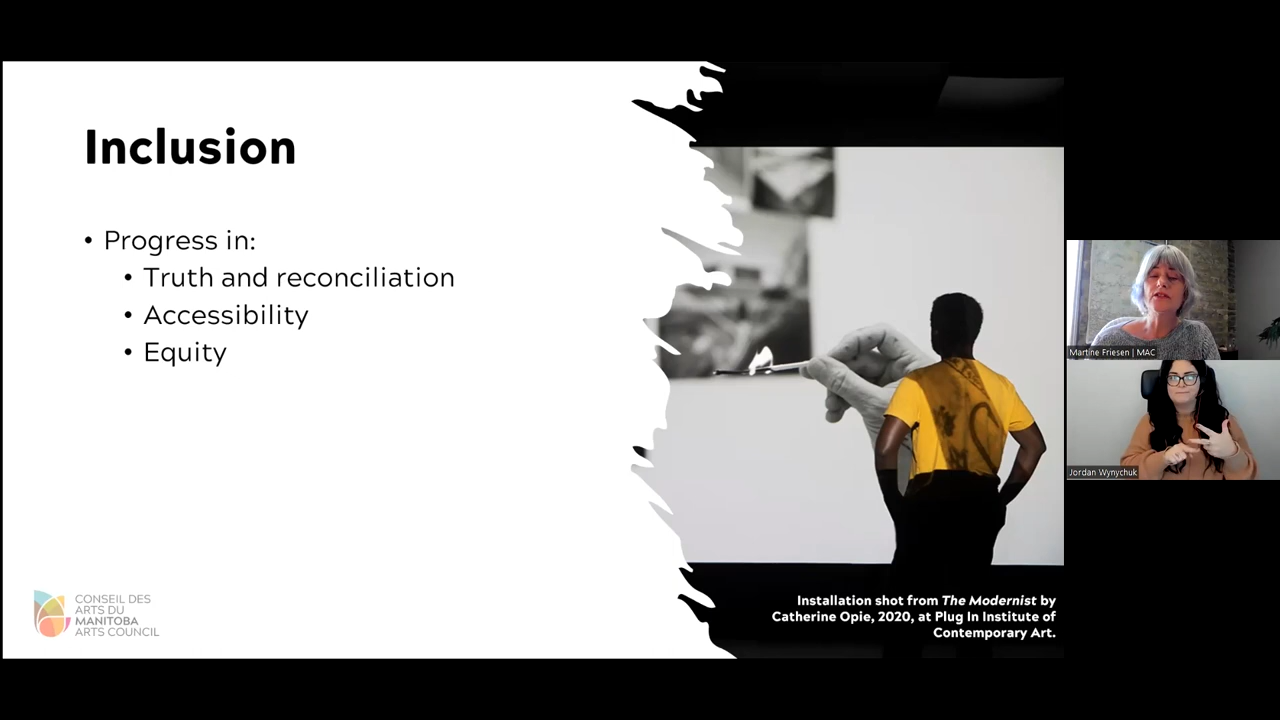 Inclusion
• Progress in:
• Truth and reconciliation
• Accessibility
• Equity
CONSEIL DES
ARTS DU
MANITOBA
ARTS COUNCIL
Installation shot from The Modernist by
Catherine Opie, 2020, at Plug In Institute of
Contemporary Art.
Martine Friesen | MAC
Jordan Wynychuk